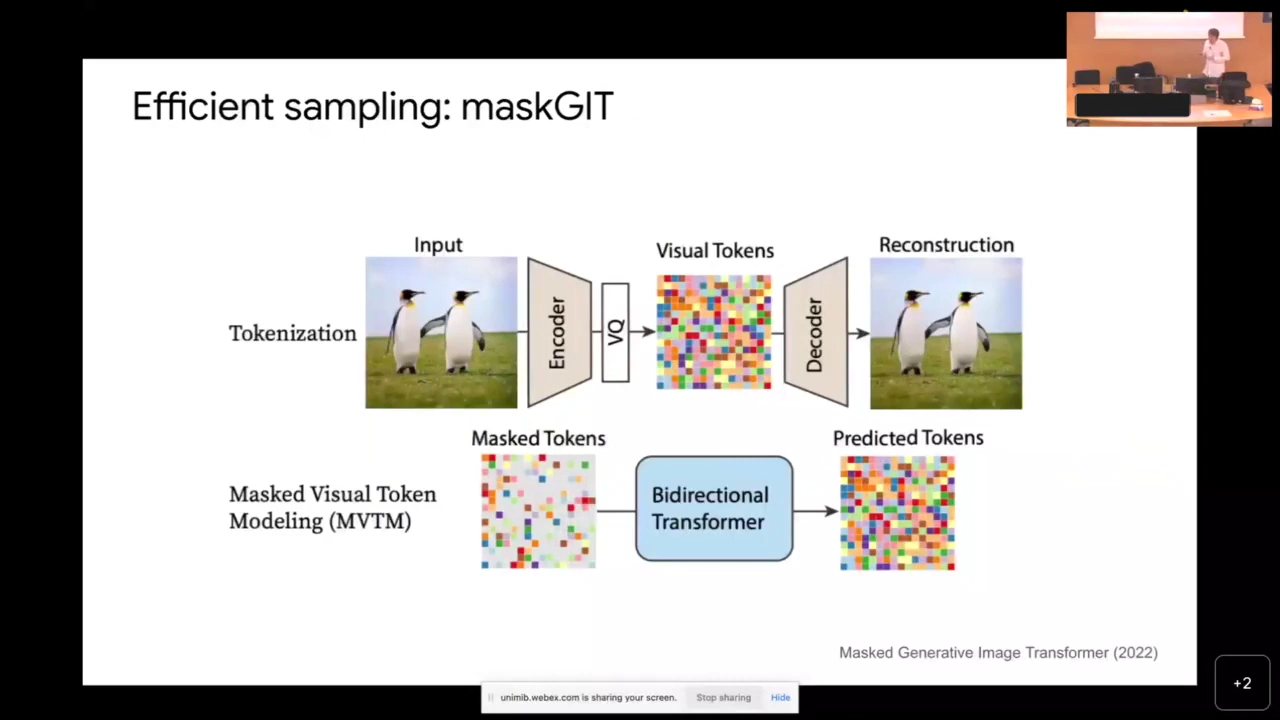 Efficient sampling: maskGIT
Input
Visual Tokens
Reconstruction
Tokenization
Encoder
VQ
Decoder
Masked Tokens
Predicted Tokens
Masked Visual Token
Modeling (MVTM)
Bidirectional
Transformer
Masked Generative Image Transformer (2022)
unimib.webex.com is sharing your screen.
Stop sharing
Hide
+2